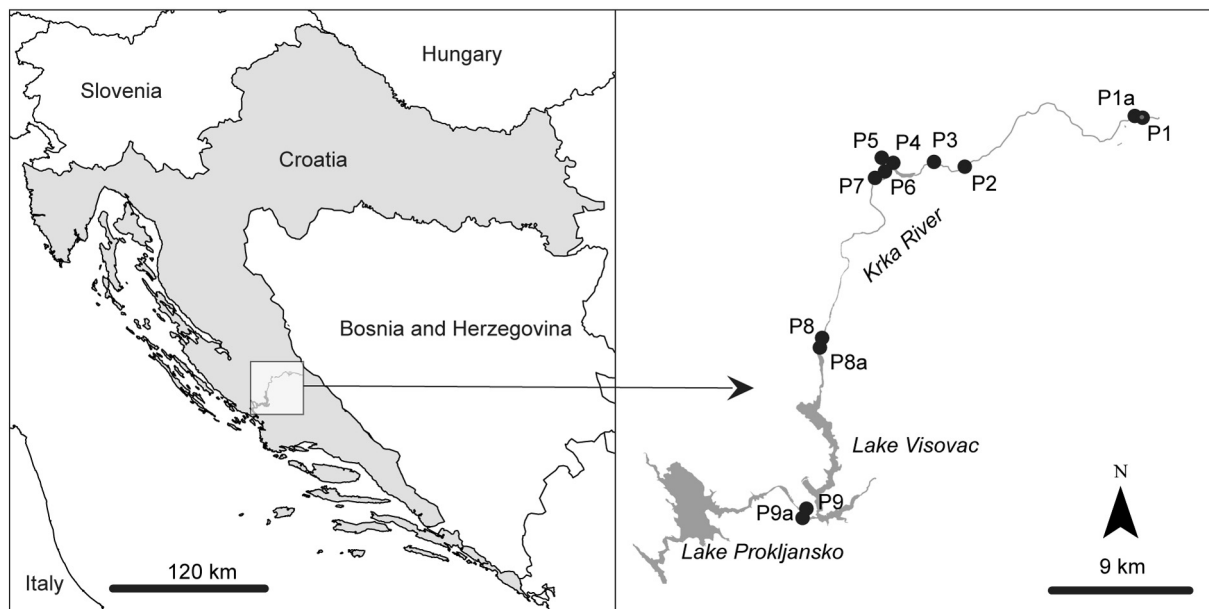 Hungary
Slovenia
Croatia
Bosnia and Herzegovina
Italy
120 km
P1a
P1
P5
P4
P3
P7
P6
P2
Krka River
P8
P8a
Lake Visovac
P9
P9a
Lake Prokljansko
N
9 km